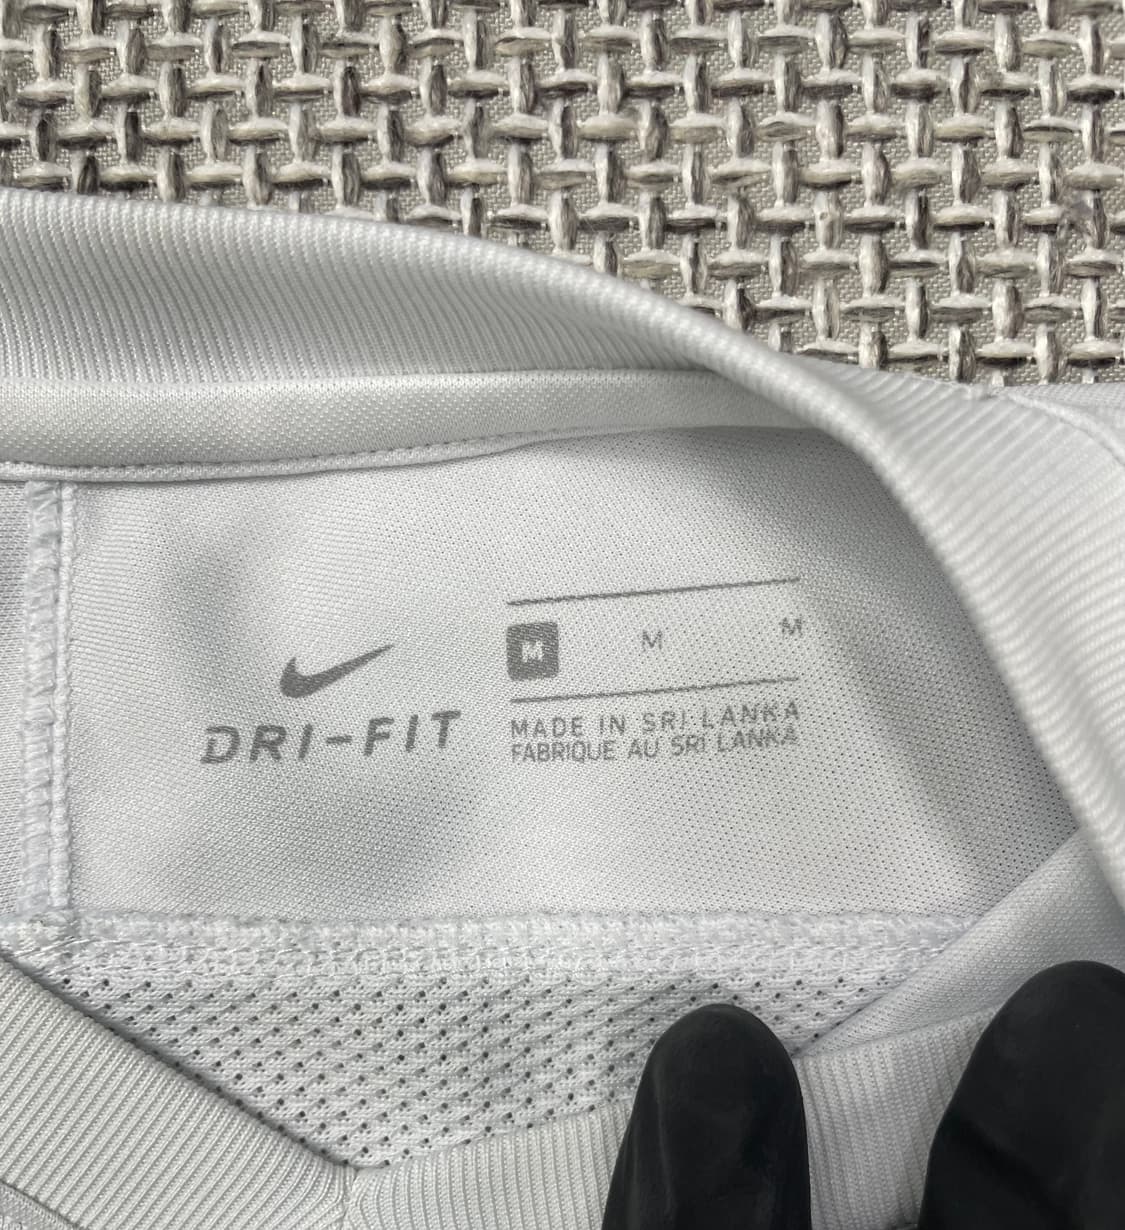 M M M
DRI-FIT
MADE IN SRI LANKA
FABRIQUE AU SRI LANKA